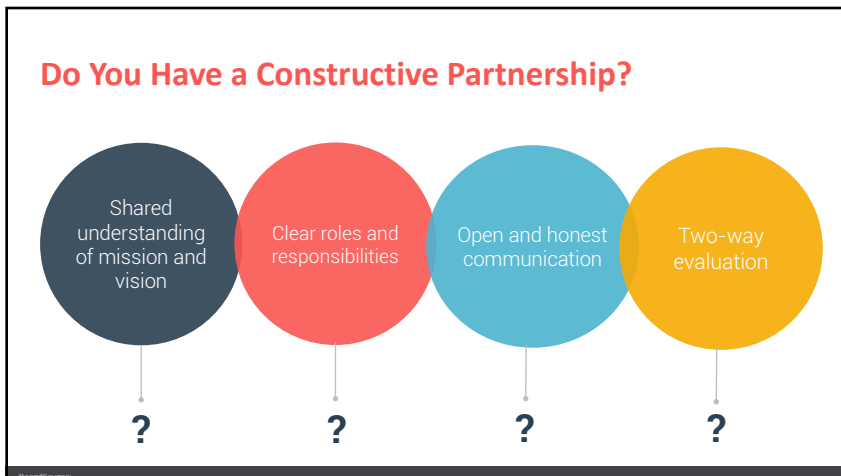 Do You Have a Constructive Partnership?
Shared
understanding
of mission and
vision
Clear roles and
responsibilities
Open and honest
communication
Two-way
evaluation
?
?
?
?